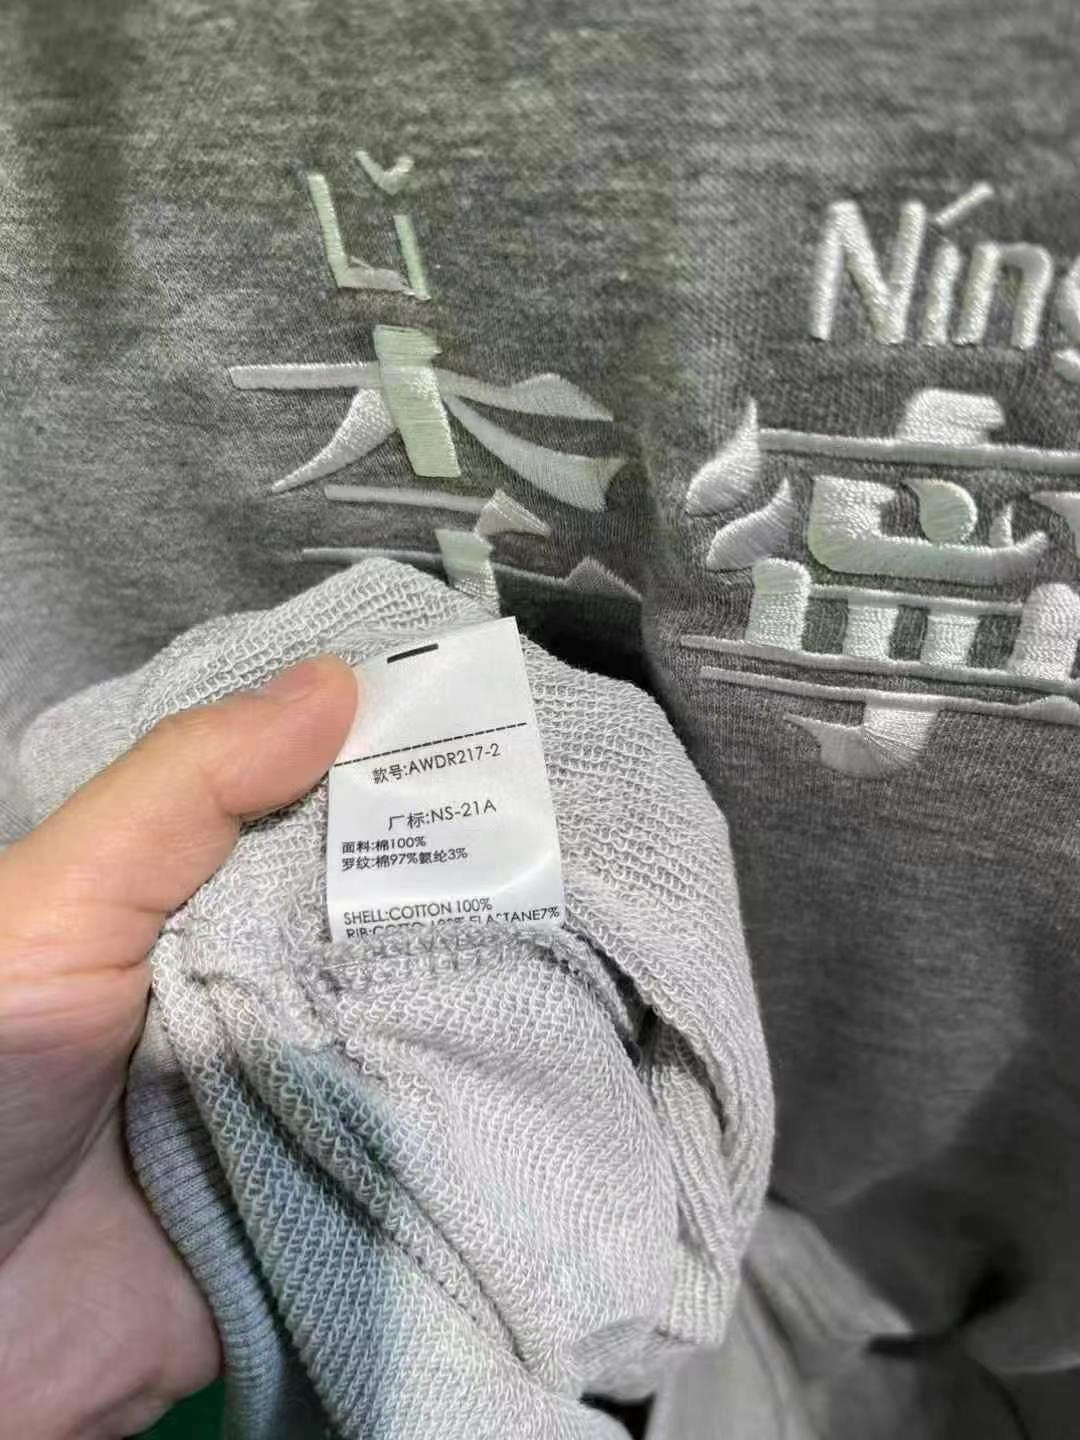 Lǐ Níng
李 寧
款号:AWDR217-2
厂标:NS-21A
面料:棉100%
罗纹:棉97%氨纶3%
SHELL:COTTON 100%